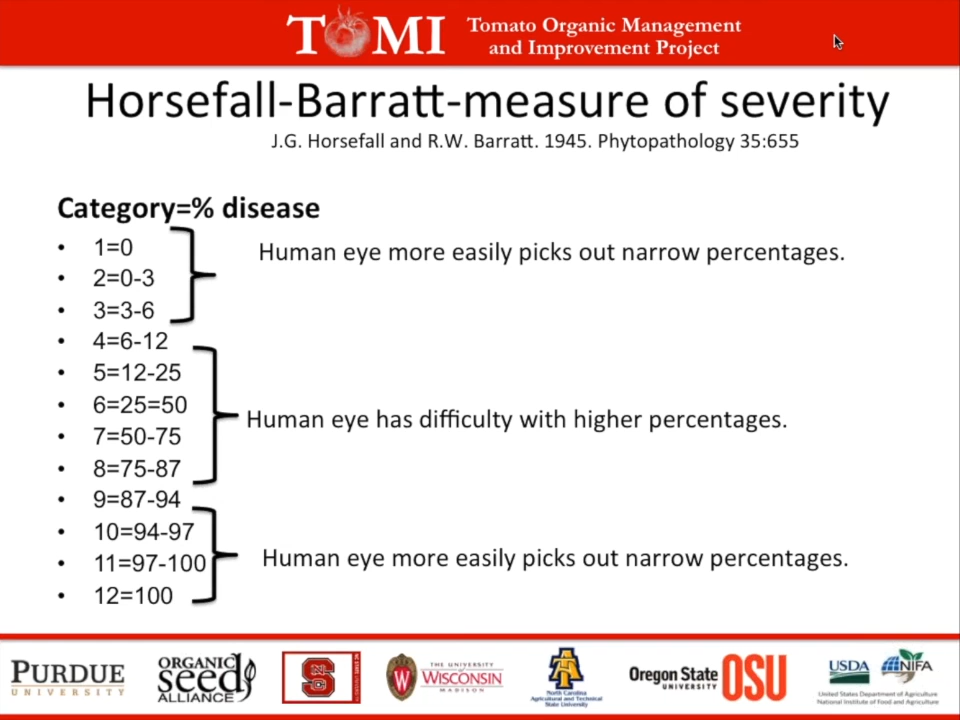 TOMI
Tomato Organic Management
and Improvement Project
Horsefall-Barratt-measure of severity
J.G. Horsefall and R.W. Barratt. 1945. Phytopathology 35:655
Category=% disease
• 1=0
• 2=0-3
• 3=3-6
• 4=6-12
• 5=12-25
• 6=25=50
• 7=50-75
• 8=75-87
• 9=87-94
• 10=94-97
• 11=97-100
• 12=100
Human eye more easily picks out narrow percentages.
Human eye has difficulty with higher percentages.
Human eye more easily picks out narrow percentages.
PURDUE
UNIVERSITY
ORGANIC
seed
ALLIANCE
S
NC STATE UNIVERSITY
W
THE UNIVERSITY
of
WISCONSIN
MADISON
North Carolina
Agricultural and Technical
State University
Oregon State
UNIVERSITY
OSU
USDA
NIFA
United States Department of Agriculture
National Institute of Food and Agriculture